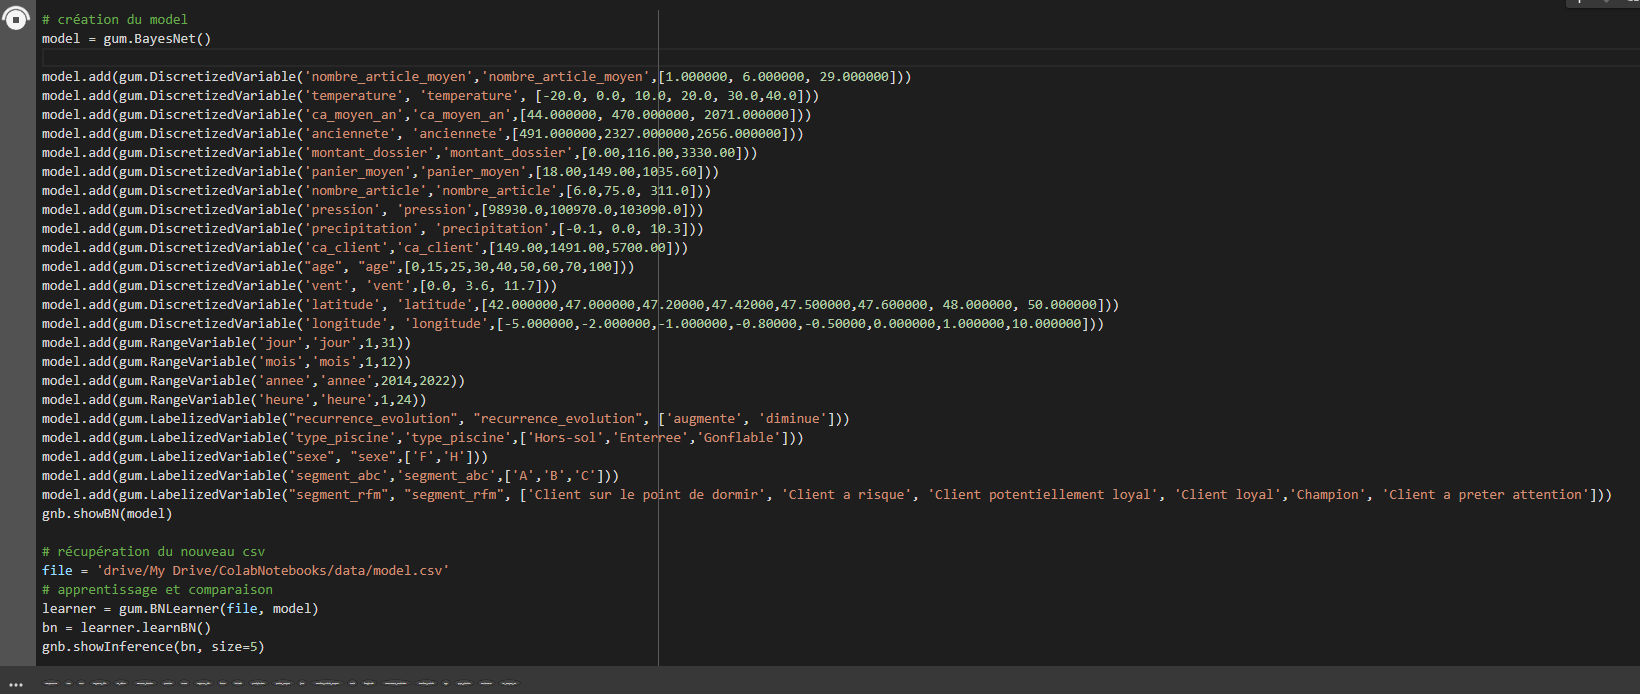 # création du model
model = gum.BayesNet()
model.add(gum.DiscretizedVariable('nombre_article_moyen','nombre_article_moyen',[1.000000, 6.000000, 29.000000]))
model.add(gum.DiscretizedVariable('temperature', 'temperature', [-20.0, 0.0, 10.0, 20.0, 30.0,40.0]))
model.add(gum.DiscretizedVariable('ca_moyen_an','ca_moyen_an',[44.000000, 470.000000, 2071.000000]))
model.add(gum.DiscretizedVariable('anciennete', 'anciennete',[491.000000,2327.000000,2656.000000]))
model.add(gum.DiscretizedVariable('montant_dossier','montant_dossier',[0.00,116.00,3330.00]))
model.add(gum.DiscretizedVariable('panier_moyen','panier_moyen',[18.00,149.00,1035.60]))
model.add(gum.DiscretizedVariable('nombre_article','nombre_article',[6.0,75.0, 311.0]))
model.add(gum.DiscretizedVariable('pression', 'pression',[98930.0,100970.0,103090.0]))
model.add(gum.DiscretizedVariable('precipitation', 'precipitation',[-0.1, 0.0, 10.3]))
model.add(gum.DiscretizedVariable('ca_client','ca_client',[149.00,1491.00,5700.00]))
model.add(gum.DiscretizedVariable("age", "age",[0,15,25,30,40,50,60,70,100]))
model.add(gum.DiscretizedVariable('vent', 'vent',[0.0, 3.6, 11.7]))
model.add(gum.DiscretizedVariable('latitude', 'latitude',[42.000000,47.000000,47.20000,47.42000,47.500000,47.600000, 48.000000, 50.000000]))
model.add(gum.DiscretizedVariable('longitude', 'longitude',[-5.000000,-2.000000,-1.000000,-0.80000,-0.50000,0.000000,1.000000,10.000000]))
model.add(gum.RangeVariable('jour','jour',1,31))
model.add(gum.RangeVariable('mois','mois',1,12))
model.add(gum.RangeVariable('annee','annee',2014,2022))
model.add(gum.RangeVariable('heure','heure',1,24))
model.add(gum.LabelizedVariable("recurrence_evolution", "recurrence_evolution", ['augmente', 'diminue']))
model.add(gum.LabelizedVariable('type_piscine','type_piscine',['Hors-sol','Enterree','Gonflable']))
model.add(gum.LabelizedVariable("sexe", "sexe",['F','H']))
model.add(gum.LabelizedVariable('segment_abc','segment_abc',['A','B','C']))
model.add(gum.LabelizedVariable("segment_rfm", "segment_rfm", ['Client sur le point de dormir', 'Client a risque', 'Client potentiellement loyal', 'Client loyal','Champion', 'Client a preter attention']))
gnb.showBN(model)
# récupération du nouveau csv
file = 'drive/My Drive/ColabNotebooks/data/model.csv'
# apprentissage et comparaison
learner = gum.BNLearner(file, model)
bn = learner.learnBN()
gnb.showInference(bn, size=5)